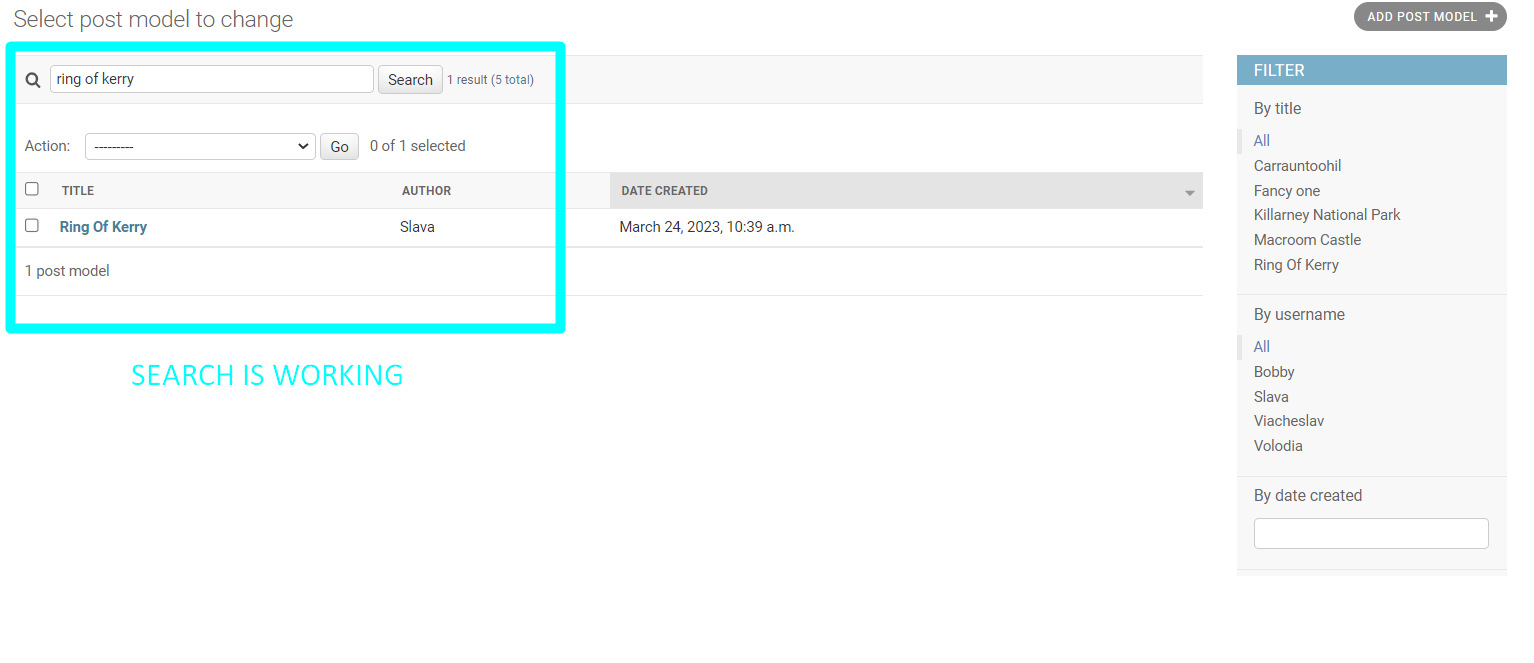 Select post model to change
ADD POST MODEL +
ring of kerry Search 1 result (5 total)
Action: --------- Go 0 of 1 selected
TITLE AUTHOR DATE CREATED
Ring Of Kerry Slava March 24, 2023, 10:39 a.m.
1 post model
SEARCH IS WORKING
FILTER
By title
All
Carrauntoohil
Fancy one
Killarney National Park
Macroom Castle
Ring Of Kerry
By username
All
Bobby
Slava
Viacheslav
Volodia
By date created